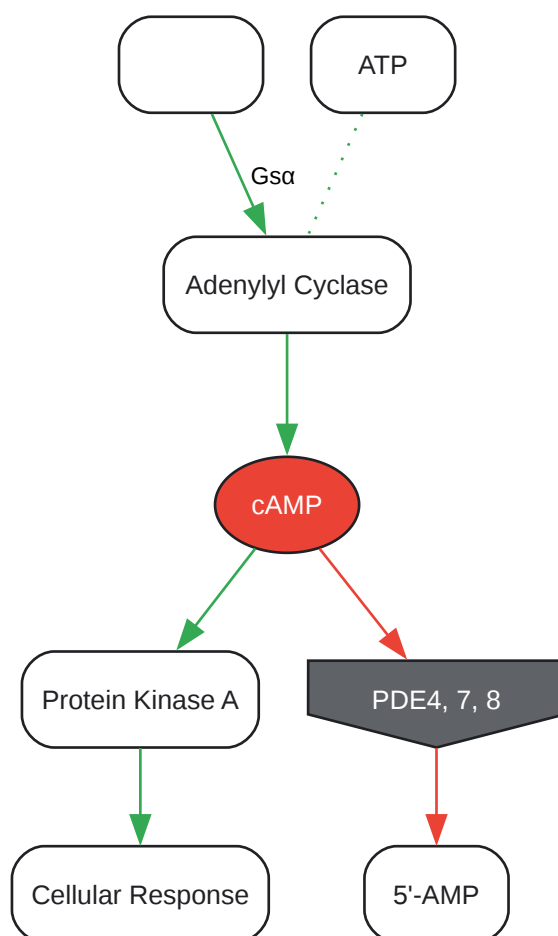 ATP
Gsα
Adenylyl Cyclase
cAMP
Protein Kinase A
PDE4, 7, 8
Cellular Response
5'-AMP